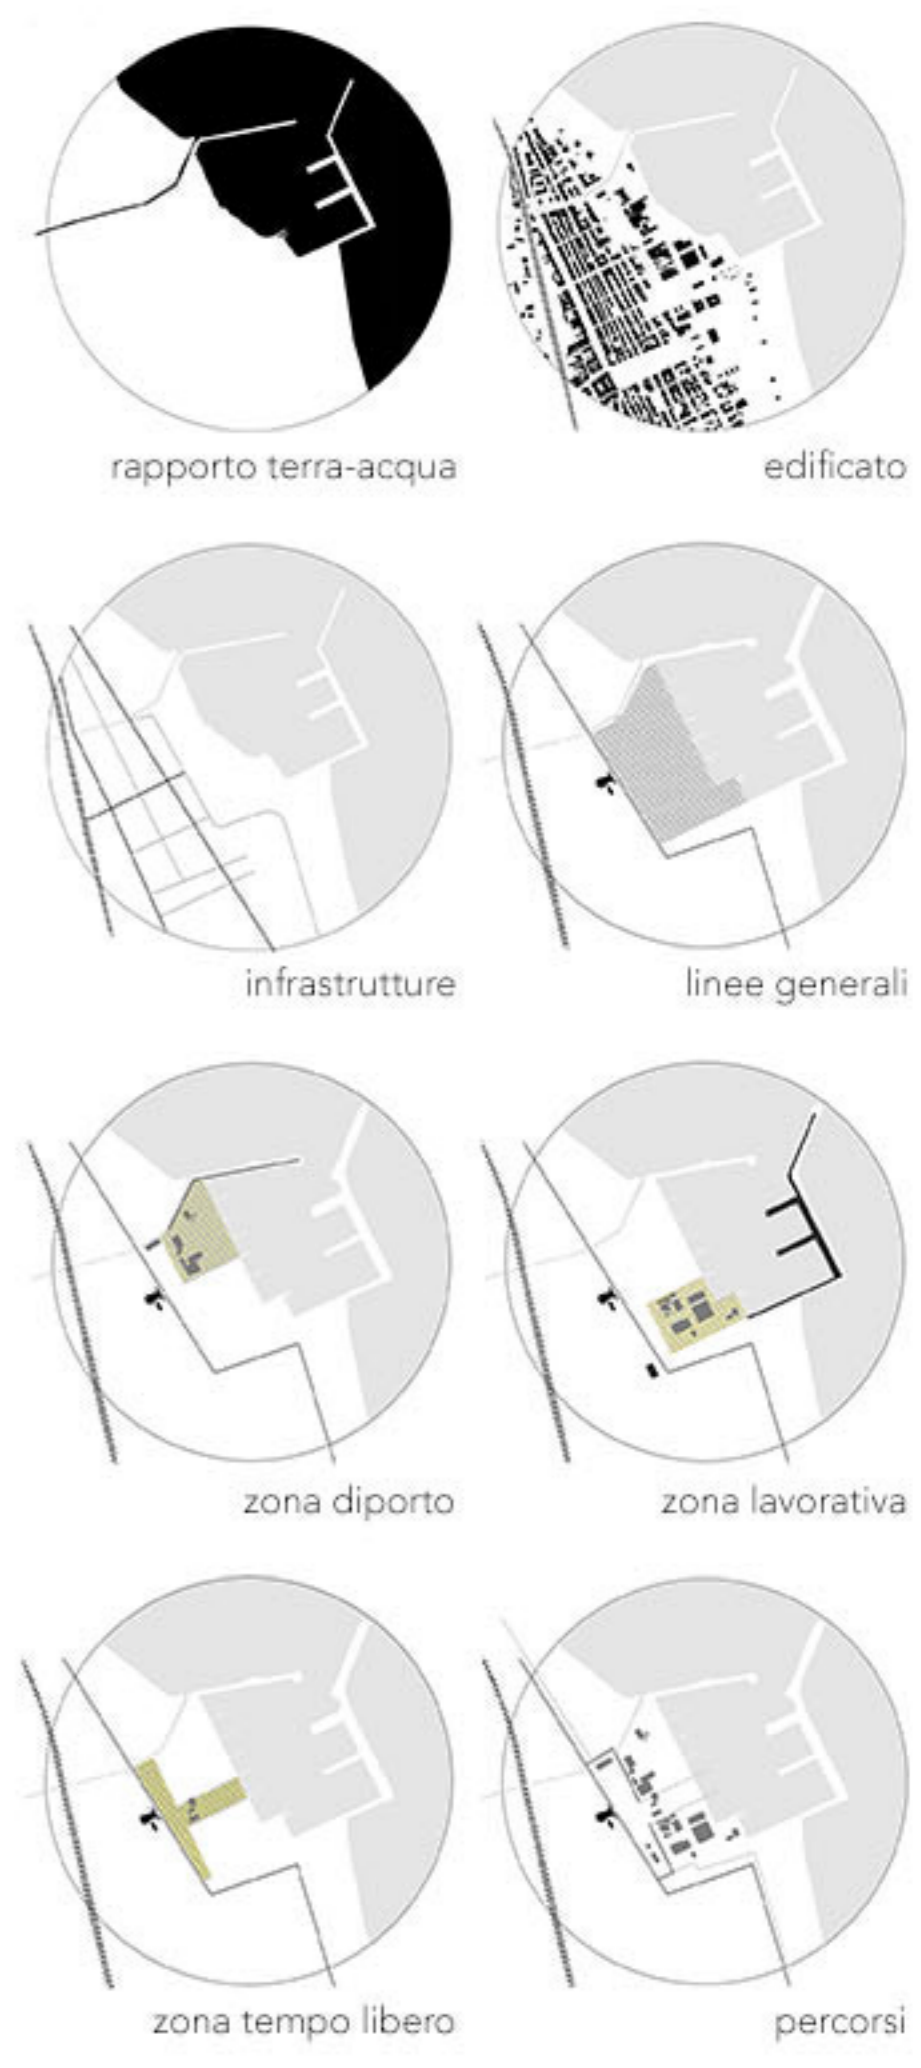 rapporto terra-acqua
edificato
infrastrutture
linee generali
zona diporto
zona lavorativa
zona tempo libero
percorsi